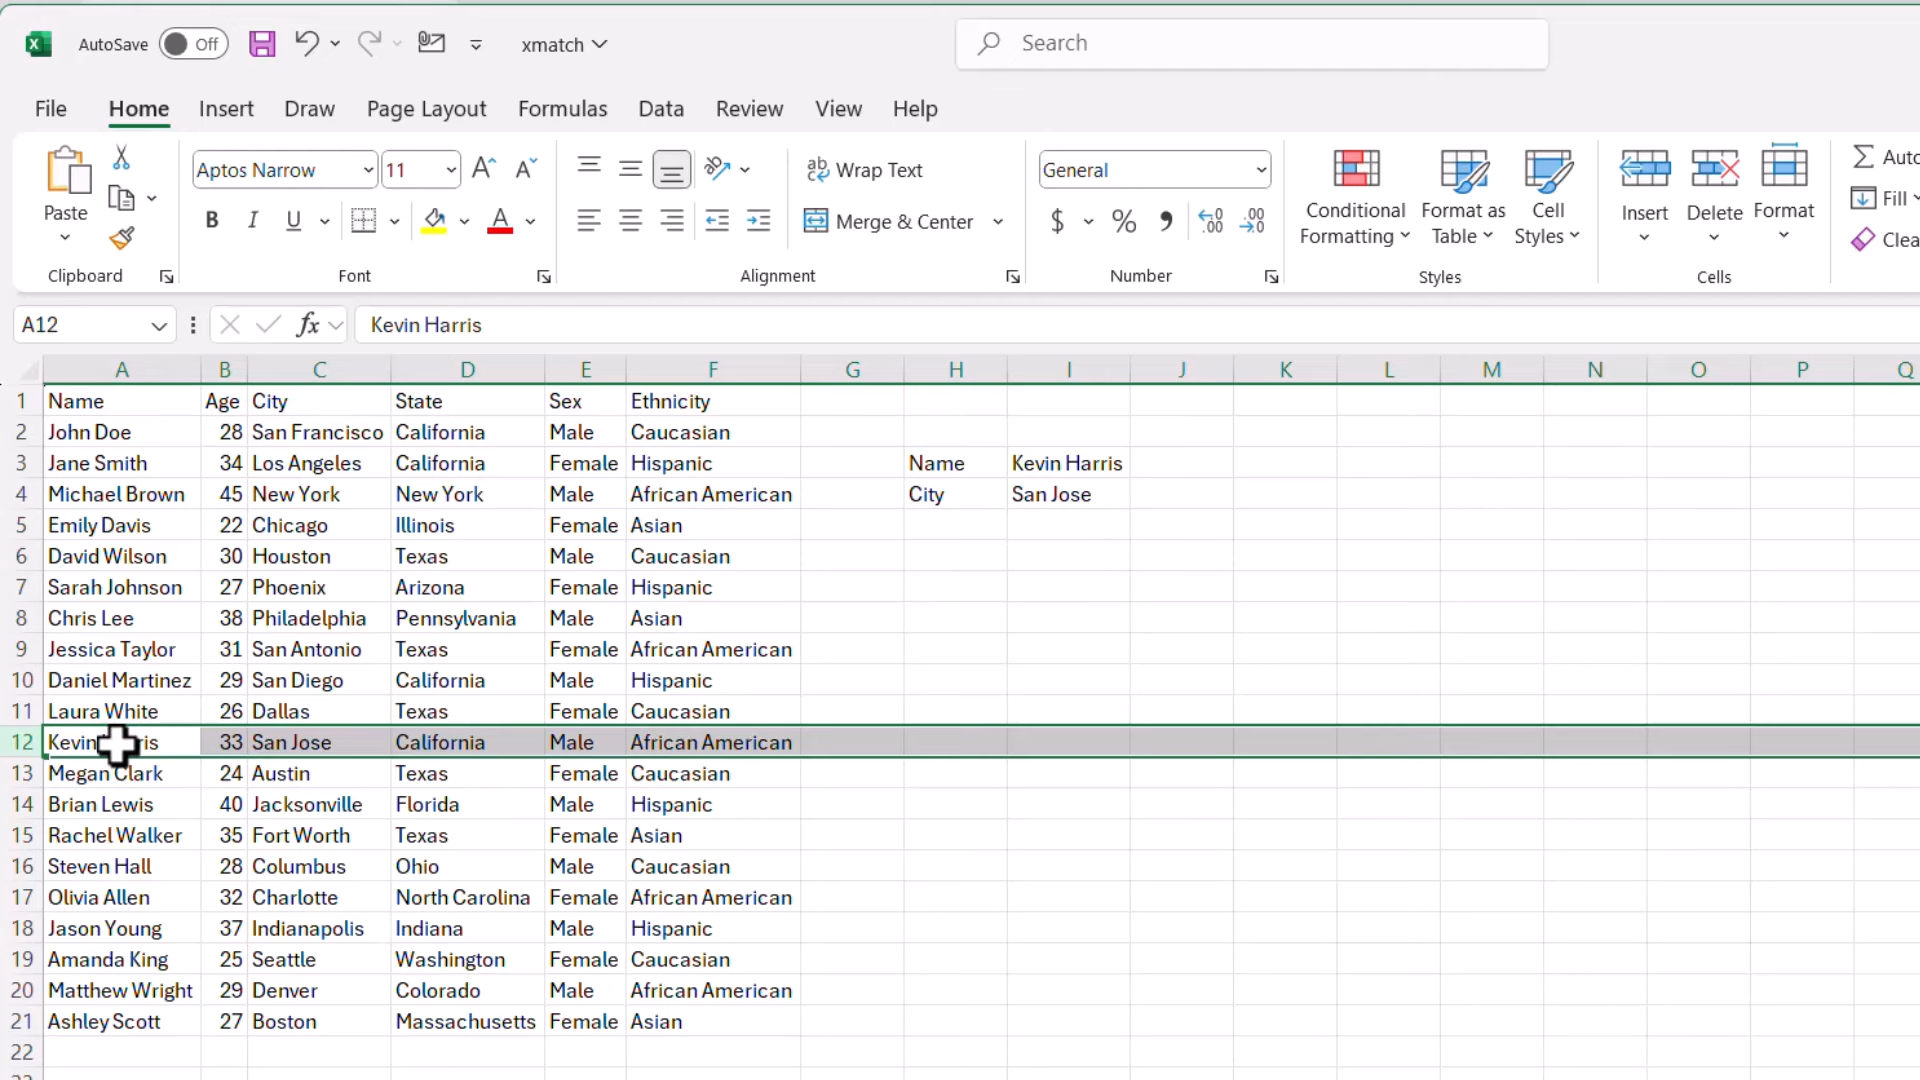 AutoSave Off xmatch Search
File Home Insert Draw Page Layout Formulas Data Review View Help
Paste
Clipboard
Aptos Narrow 11
B I U A
Font
Wrap Text
Merge & Center
Alignment
General
$ % ,
Number
Conditional Formatting
Format as Table
Cell Styles
Styles
Insert Delete Format
Cells
Fill
A12 fx Kevin Harris
A B C D E F G H I J K L M N O P Q
1 Name Age City State Sex Ethnicity
2 John Doe 28 San Francisco California Male Caucasian
3 Jane Smith 34 Los Angeles California Female Hispanic Name Kevin Harris
4 Michael Brown 45 New York New York Male African American City San Jose
5 Emily Davis 22 Chicago Illinois Female Asian
6 David Wilson 30 Houston Texas Male Caucasian
7 Sarah Johnson 27 Phoenix Arizona Female Hispanic
8 Chris Lee 38 Philadelphia Pennsylvania Male Asian
9 Jessica Taylor 31 San Antonio Texas Female African American
10 Daniel Martinez 29 San Diego California Male Hispanic
11 Laura White 26 Dallas Texas Female Caucasian
12 Kevin Harris 33 San Jose California Male African American
13 Megan Clark 24 Austin Texas Female Caucasian
14 Brian Lewis 40 Jacksonville Florida Male Hispanic
15 Rachel Walker 35 Fort Worth Texas Female Asian
16 Steven Hall 28 Columbus Ohio Male Caucasian
17 Olivia Allen 32 Charlotte North Carolina Female African American
18 Jason Young 37 Indianapolis Indiana Male Hispanic
19 Amanda King 25 Seattle Washington Female Caucasian
20 Matthew Wright 29 Denver Colorado Male African American
21 Ashley Scott 27 Boston Massachusetts Female Asian
22